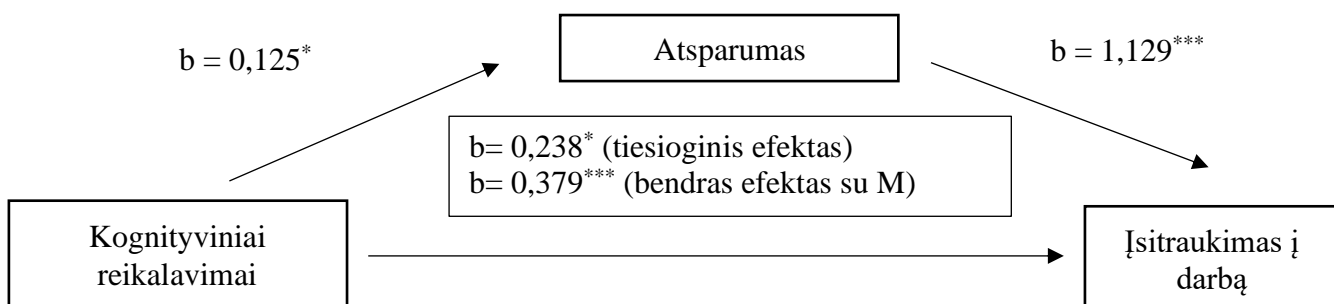 b = 0,125*
Atsparumas
b = 1,129***
b= 0,238* (tiesioginis efektas)
b= 0,379*** (bendras efektas su M)
Kognityviniai
reikalavimai
Įsitraukimas į
darbą